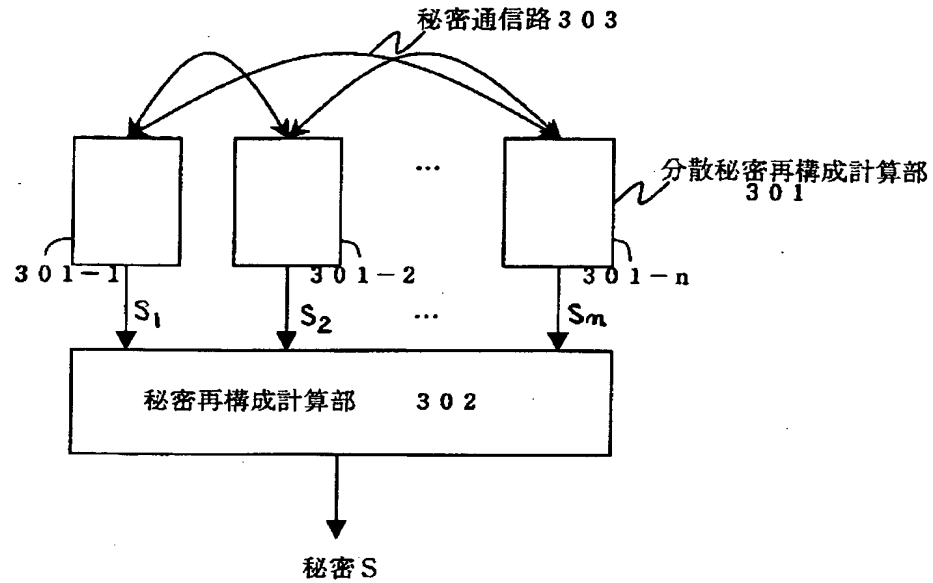 秘密通信路303
…
分散秘密再構成計算部
301
301-1
301-2
301-n
S1
S2
…
Sn
秘密再構成計算部 302
秘密S